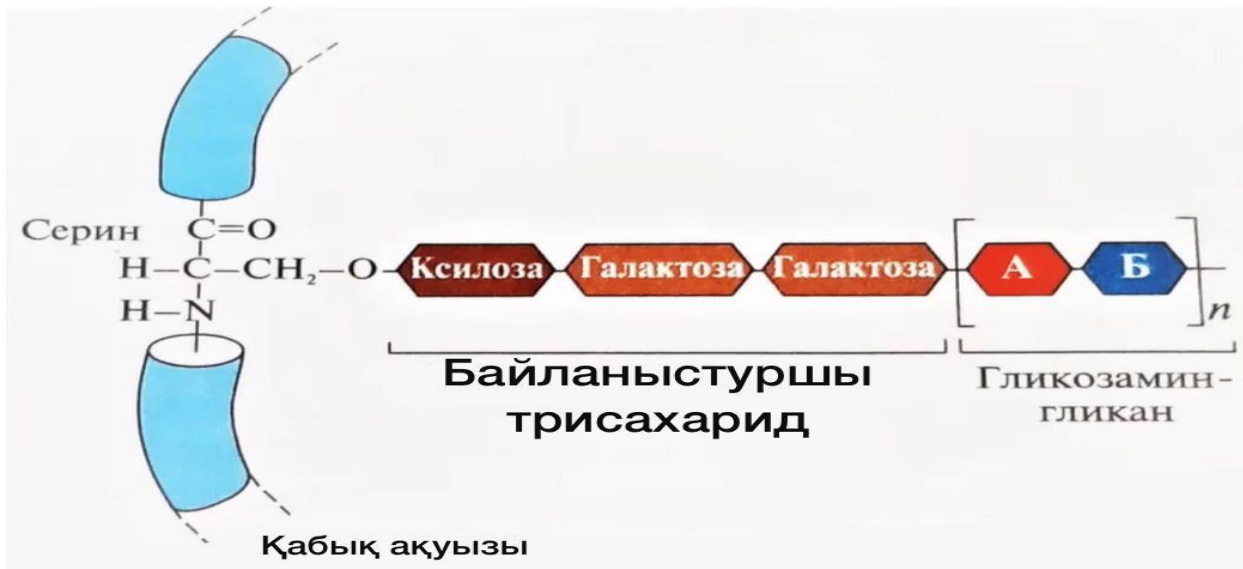 Серин
C=O
H–C–CH₂–O–Ксилоза Галактоза Галактоза [А Б]n
H–N
Байланыстуршы
трисахарид
Гликозамин-
гликан
Қабық ақуызы